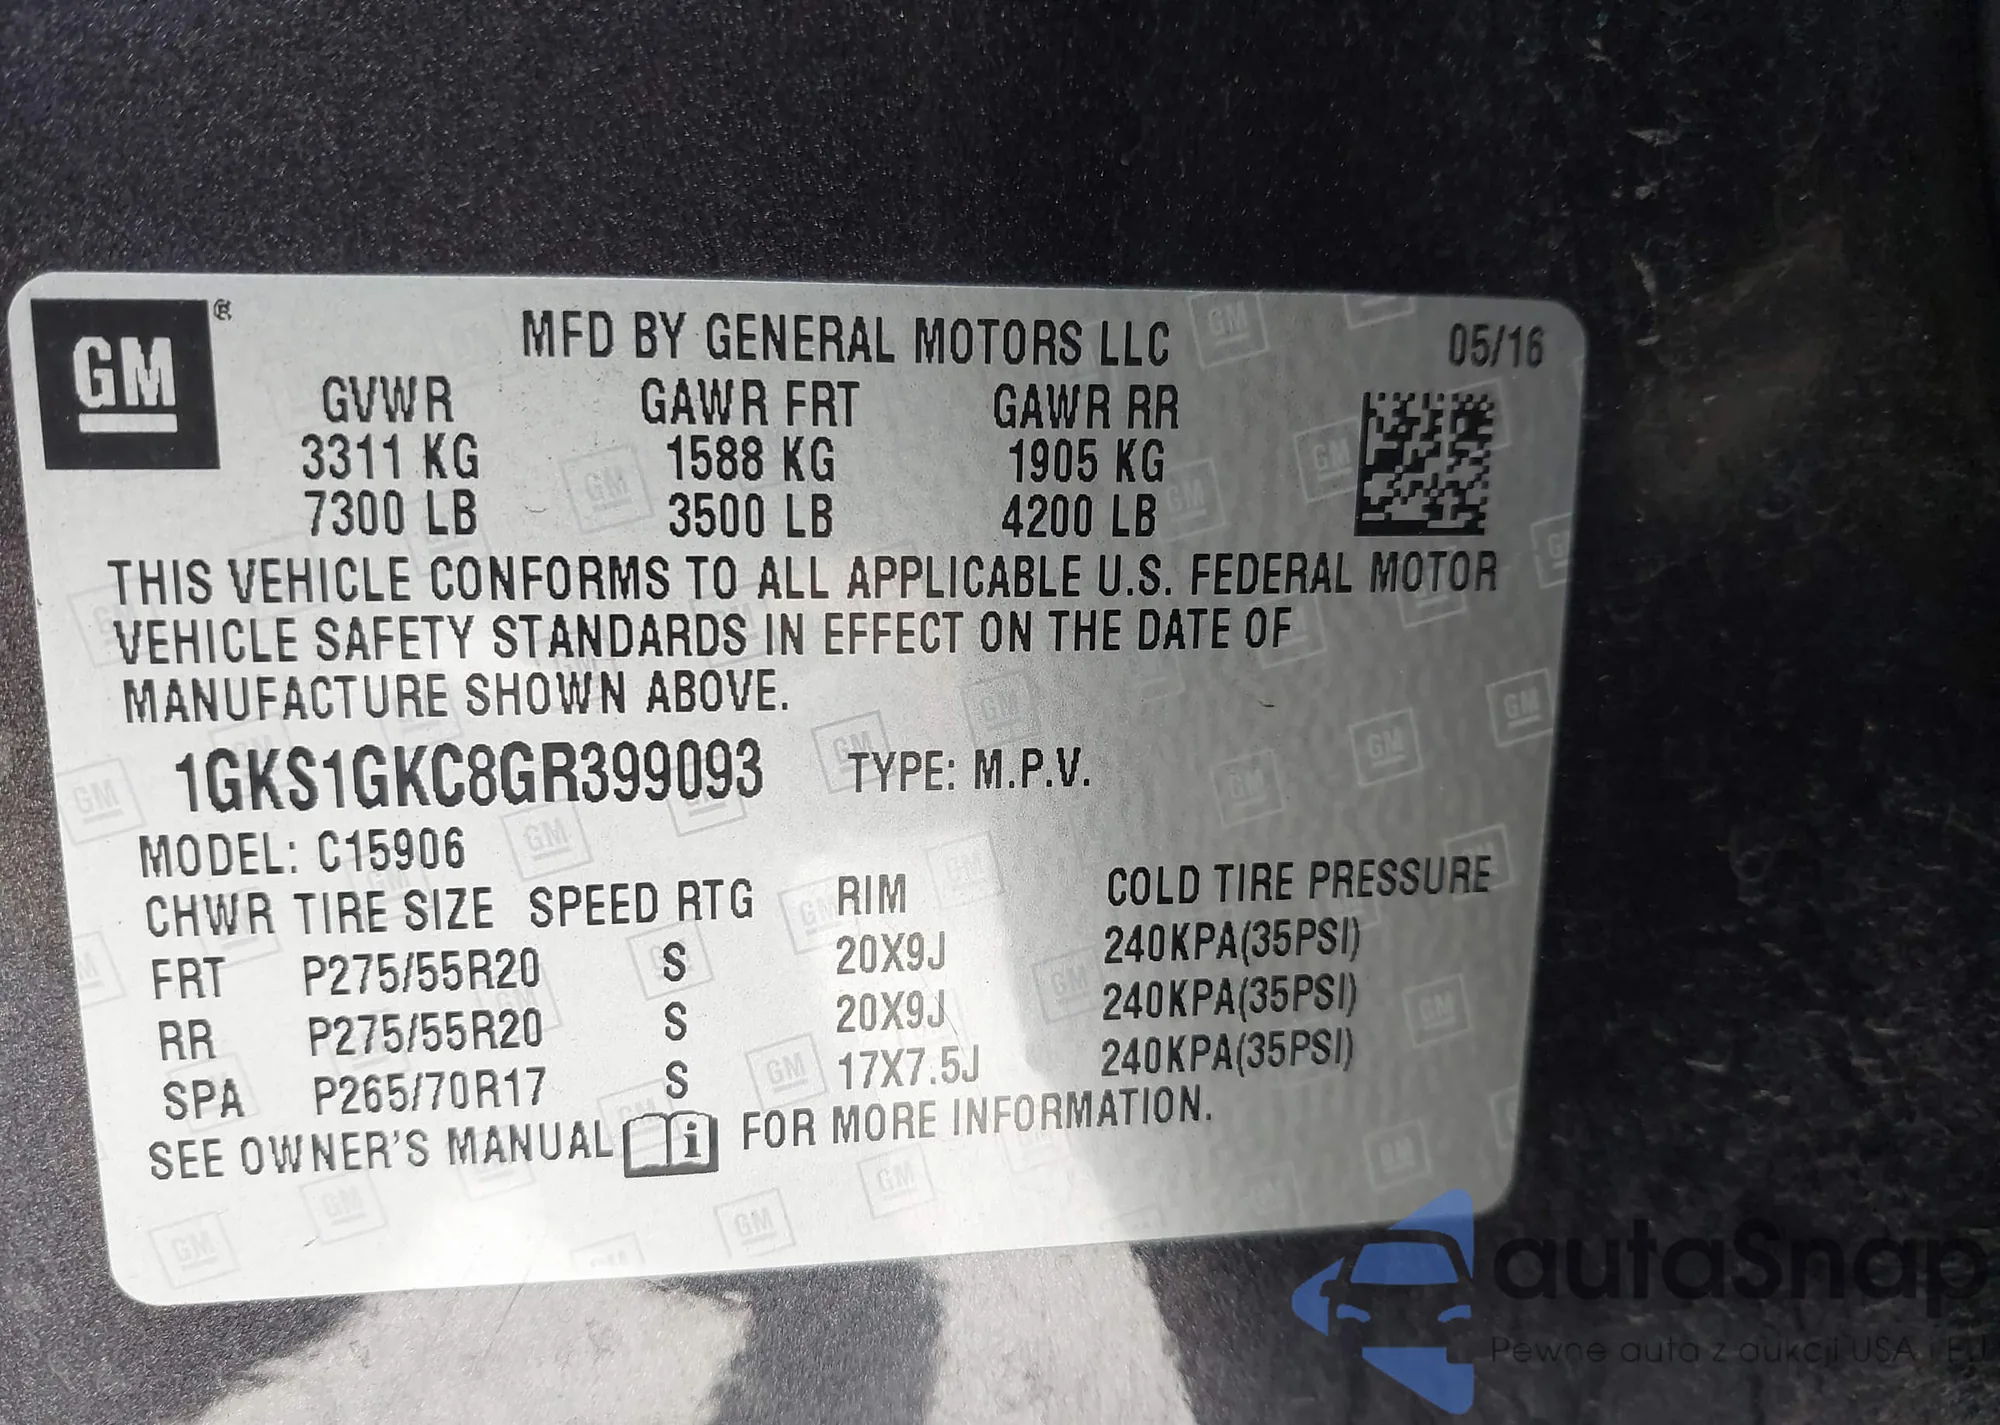 GM ®
MFD BY GENERAL MOTORS LLC 05/16
GVWR GAWR FRT GAWR RR
3311 KG 1588 KG 1905 KG
7300 LB 3500 LB 4200 LB
THIS VEHICLE CONFORMS TO ALL APPLICABLE U.S. FEDERAL MOTOR
VEHICLE SAFETY STANDARDS IN EFFECT ON THE DATE OF
MANUFACTURE SHOWN ABOVE.
1GKS1GKC8GR399093 TYPE: M.P.V.
MODEL: C15906
CHWR TIRE SIZE SPEED RTG RIM COLD TIRE PRESSURE
FRT P275/55R20 S 20X9J 240KPA(35PSI)
RR P275/55R20 S 20X9J 240KPA(35PSI)
SPA P265/70R17 S 17X7.5J 240KPA(35PSI)
SEE OWNER'S MANUAL i FOR MORE INFORMATION.
autaSnap
Pewne auta z aukcji USA i EU